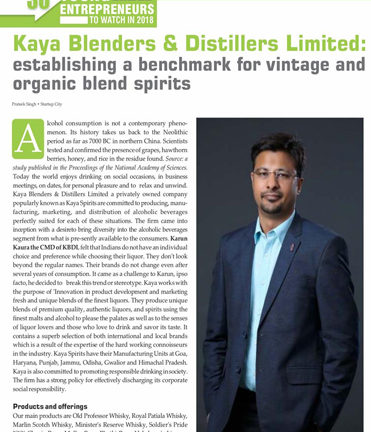 ENTREPRENEURS
TO WATCH IN 2018
Kaya Blenders & Distillers Limited:
establishing a benchmark for vintage and
organic blend spirits
Prateek Singh • Startup City
Alcohol consumption is not a contemporary pheno-
menon. Its history takes us back to the Neolithic
period as far as 7000 BC in northern China. Scientists
tested and confirmed the presence of grapes, hawthorn
berries, honey, and rice in the residue found. Source: a
study published in the Proceedings of the National Academy of Sciences.
Today the world enjoys drinking on social occasions, in business
meetings, on dates, for personal pleasure and to relax and unwind.
Kaya Blenders & Distillers Limited a privately owned company
popularly known as Kaya Spirits are committed to producing, manu-
facturing, marketing, and distribution of alcoholic beverages
perfectly suited for each of these situations. The firm came into
inception with a desire to bring diversity into the alcoholic beverages
segment from what is pre-sently available to the consumers. Karun
Kaura the CMD of KBDL felt that Indians do not have an individual
choice and preference while choosing their liquor. They don't look
beyond the regular names. Their brands do not change even after
several years of consumption. It came as a challenge to Karun, ipso
facto, he decided to break this trend or stereotype. Kaya works with
the purpose of 'Innovation in product development and marketing
fresh and unique blends of the finest liquors. They produce unique
blends of premium quality, authentic liquors, and spirits using the
finest malts and alcohol to please the palates as well as to the senses
of liquor lovers and those who love to drink and savor its taste. It
contains a superb selection of both international and local brands
which is a result of the expertise of the hard working connoisseurs
in the industry. Kaya Spirits have their Manufacturing Units at Goa,
Haryana, Punjab, Jammu, Odisha, Gwalior and Himachal Pradesh.
Kaya is also committed to promoting responsible drinking in society.
The firm has a strong policy for effectively discharging its corporate
social responsibility.
Products and offerings
Our main products are Old Professor Whisky, Royal Patiala Whisky,
Marlin Scotch Whisky, Minister's Reserve Whisky, Soldier's Pride